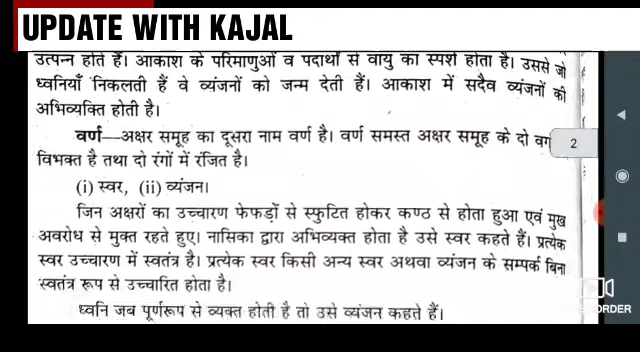 UPDATE WITH KAJAL
उत्पन्न होते हैं। आकाश के परिमाणुओं व पदार्थों से वायु का स्पर्श होता है। उससे जो
ध्वनियाँ निकलती हैं वे व्यंजनों को जन्म देती हैं। आकाश में सदैव व्यंजनों की
अभिव्यक्ति होती है।
वर्ण—अक्षर समूह का दूसरा नाम वर्ण है। वर्ण समस्त अक्षर समूह के दो
2
विभक्त है तथा दो रंगों में रंजित है।
(i) स्वर, (ii) व्यंजन।
जिन अक्षरों का उच्चारण फेफड़ों से स्फुटित होकर कण्ठ से होता हुआ एवं मुख
अवरोध से मुक्त रहते हुए। नासिका द्वारा अभिव्यक्त होता है उसे स्वर कहते हैं। प्रत्येक
स्वर उच्चारण में स्वतंत्र है। प्रत्येक स्वर किसी अन्य स्वर अथवा व्यंजन के सम्पर्क बिना
स्वतंत्र रूप से उच्चारित होता है।
ध्वनि जब पूर्णरूप से व्यक्त होती है तो उसे व्यंजन कहते हैं।